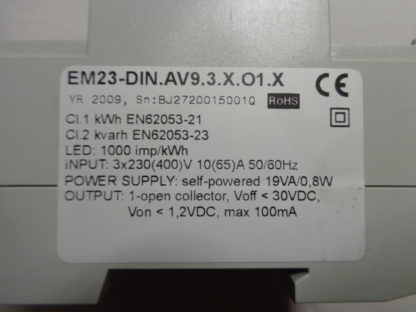 EM23-DIN.AV9.3.X.O1.X
YR 2009, Sn:BJ2720015001Q RoHS CE
Cl.1 kWh EN62053-21
Cl.2 kvarh EN62053-23
LED: 1000 imp/kWh
INPUT: 3x230(400)V 10(65)A 50/60Hz
POWER SUPPLY: self-powered 19VA/0,8W
OUTPUT: 1-open collector, Voff < 30VDC,
Von < 1,2VDC, max 100mA